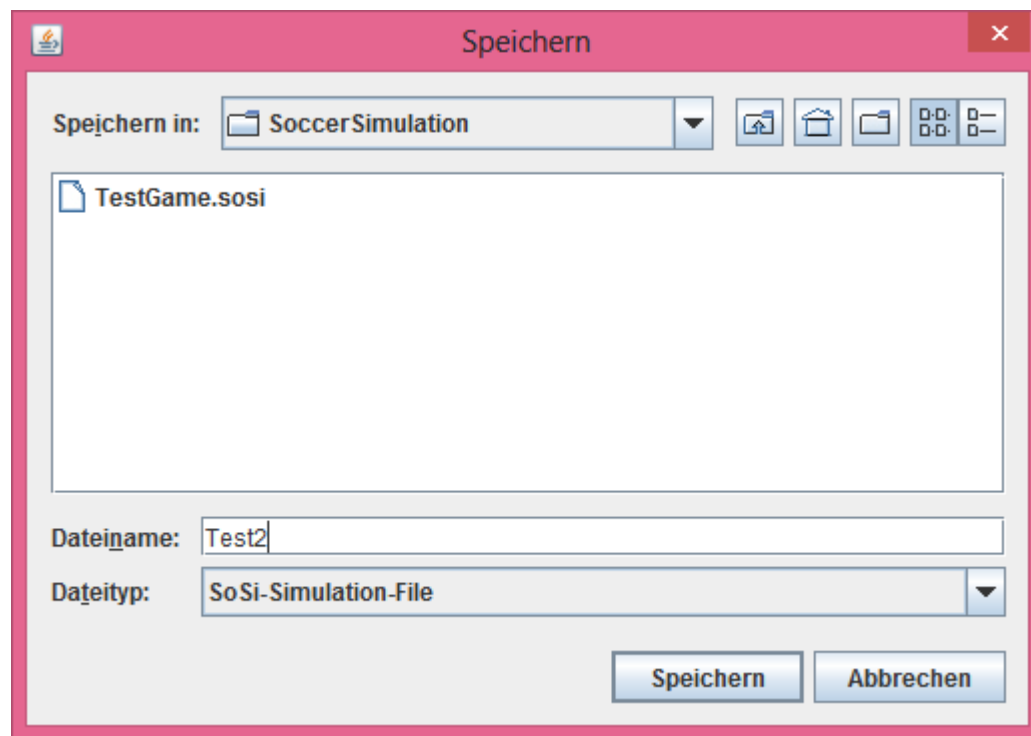 Speichern
Speichern in: SoccerSimulation
TestGame.sosi
Dateiname: Test2
Dateityp: SoSi-Simulation-File
Speichern Abbrechen